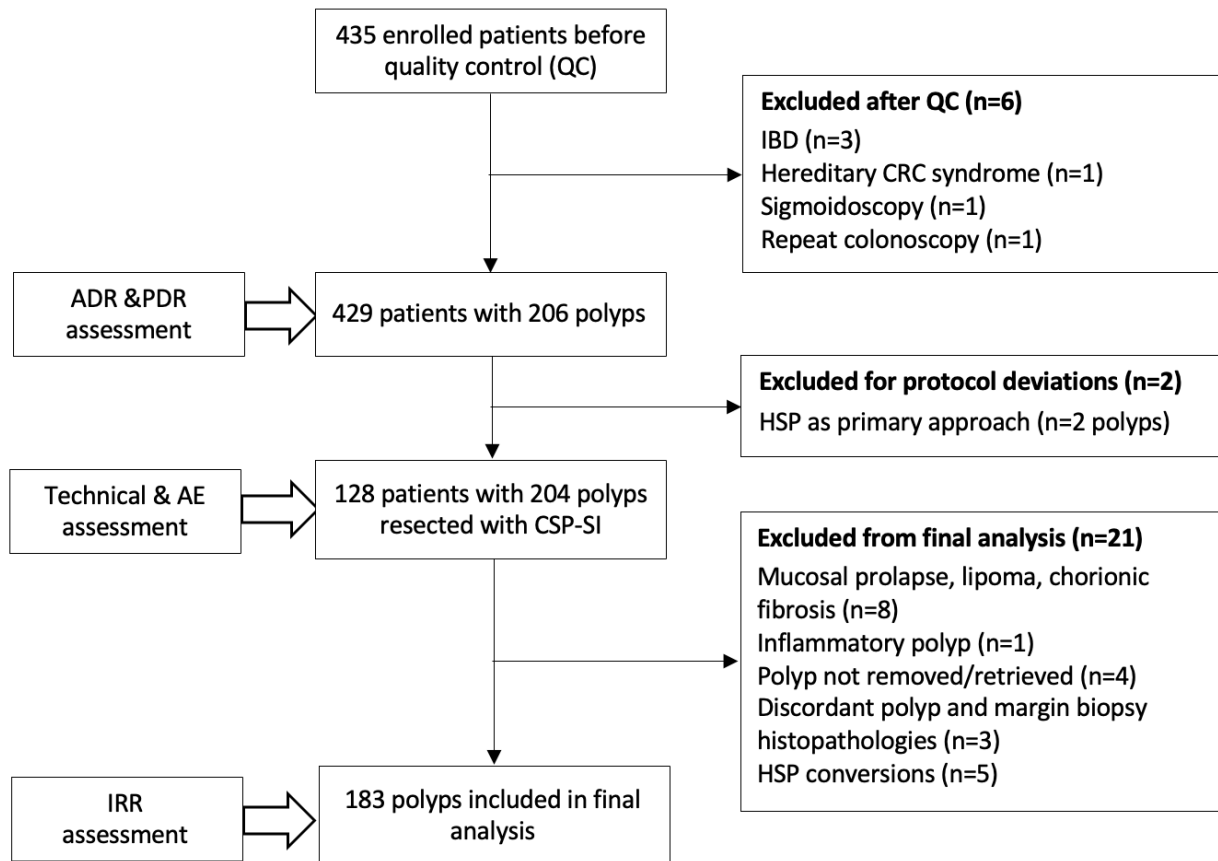 435 enrolled patients before
quality control (QC)
Excluded after QC (n=6)
IBD (n=3)
Hereditary CRC syndrome (n=1)
Sigmoidoscopy (n=1)
Repeat colonoscopy (n=1)
ADR &PDR
assessment
429 patients with 206 polyps
Excluded for protocol deviations (n=2)
HSP as primary approach (n=2 polyps)
Technical & AE
assessment
128 patients with 204 polyps
resected with CSP-SI
Excluded from final analysis (n=21)
Mucosal prolapse, lipoma, chorionic
fibrosis (n=8)
Inflammatory polyp (n=1)
Polyp not removed/retrieved (n=4)
Discordant polyp and margin biopsy
histopathologies (n=3)
HSP conversions (n=5)
IRR
assessment
183 polyps included in final
analysis